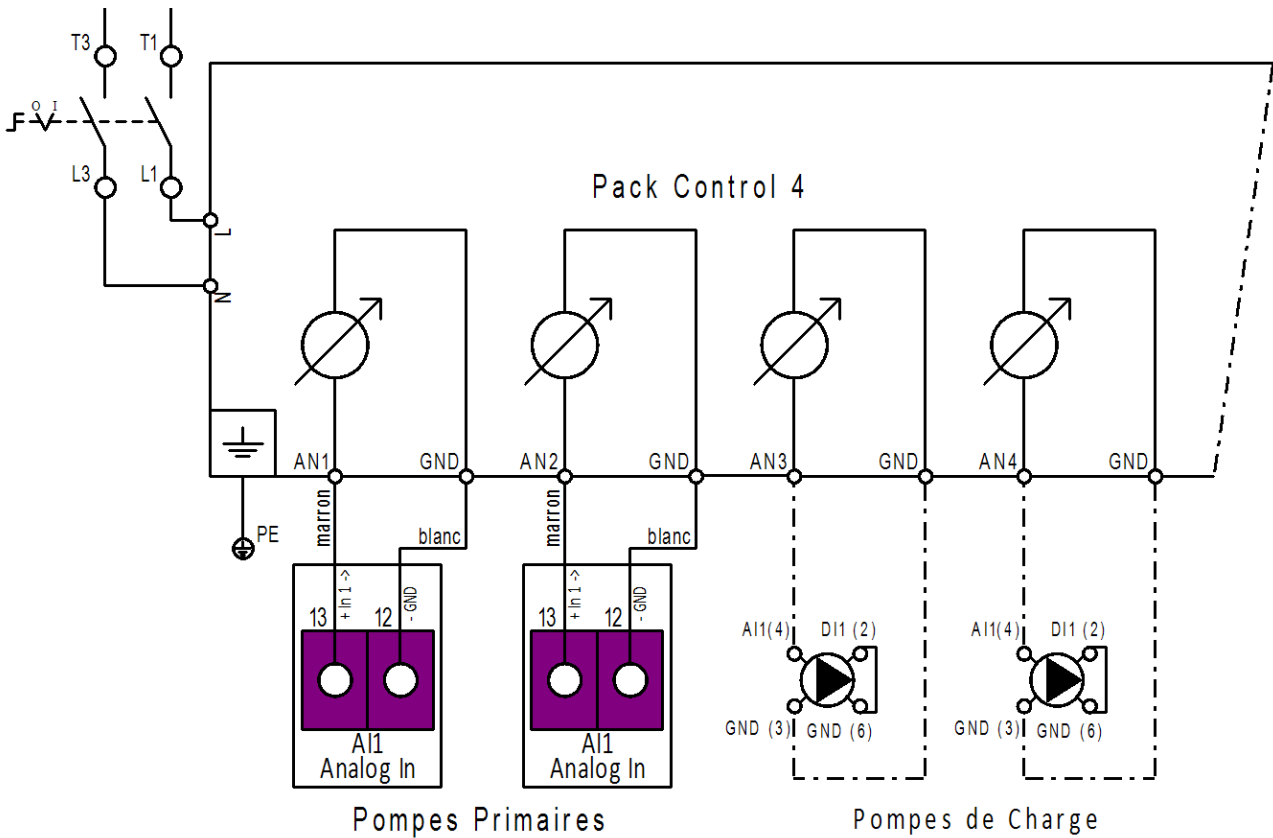 T3 T1
O I
L3 L1
Pack Control 4
L
N
AN1 GND AN2 GND AN3 GND AN4 GND
PE
marron blanc marron blanc
+ In 1 -> - GND + In 1 -> - GND
13 12 13 12
AI1(4) DI1 (2) AI1(4) DI1 (2)
GND (3) GND (6) GND (3) GND (6)
AI1 AI1
Analog In Analog In
Pompes Primaires Pompes de Charge